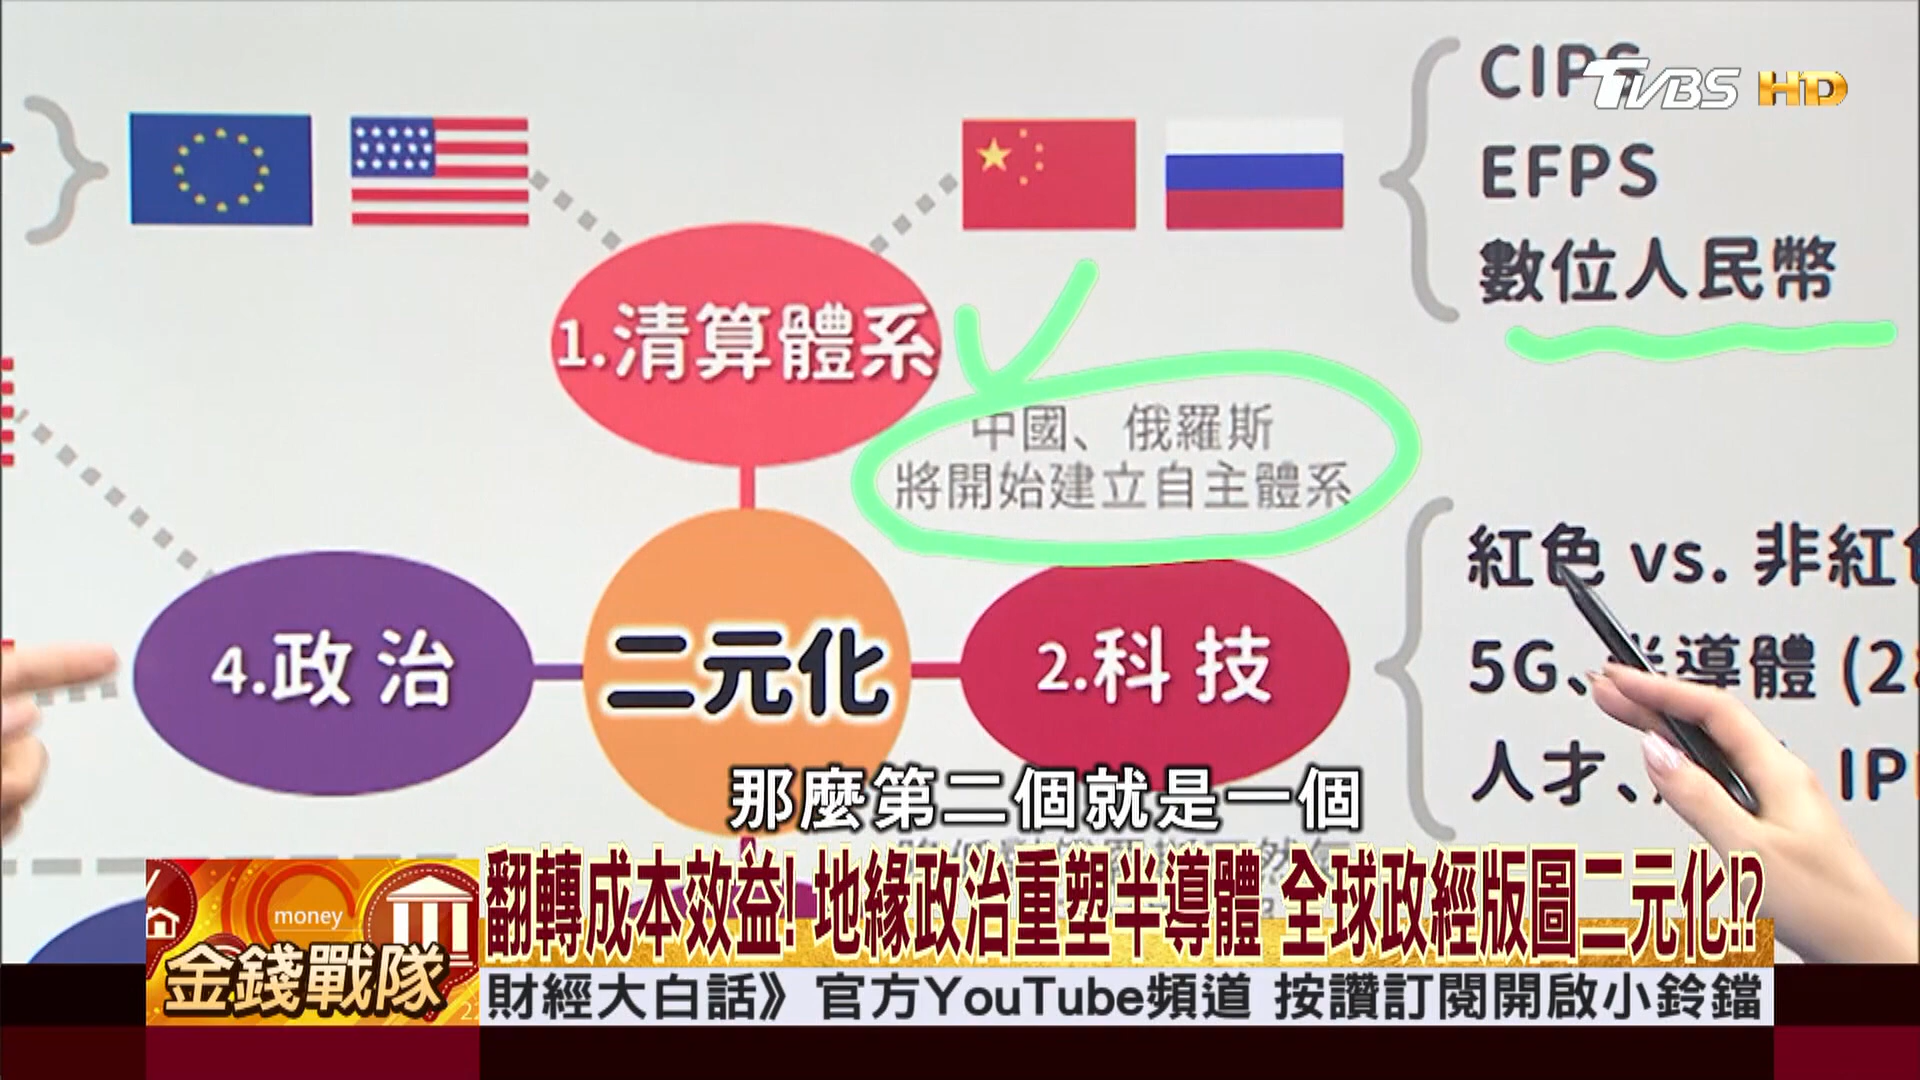 CIPS
TVBS HD
EFPS
數位人民幣
1.清算體系
中國、俄羅斯
將開始建立自主體系
紅色 vs. 非紅色
5G、半導體 (28
4.政 治
二元化
2.科 技
人才、
IP
那麼第二個就是一個
翻轉成本效益! 地緣政治重塑半導體 全球政經版圖二元化!?
money
金錢戰隊
財經大白話》官方YouTube頻道 按讚訂閱開啟小鈴鐺